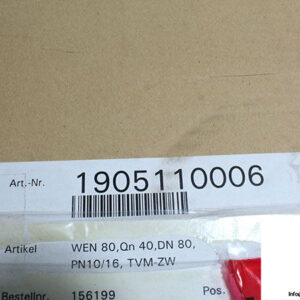 Art.-Nr. 1905110006
Artikel WEN 80,Qn 40,DN 80,
PN10/16, TVM-ZW
Bestellnr. 156199 Pos.